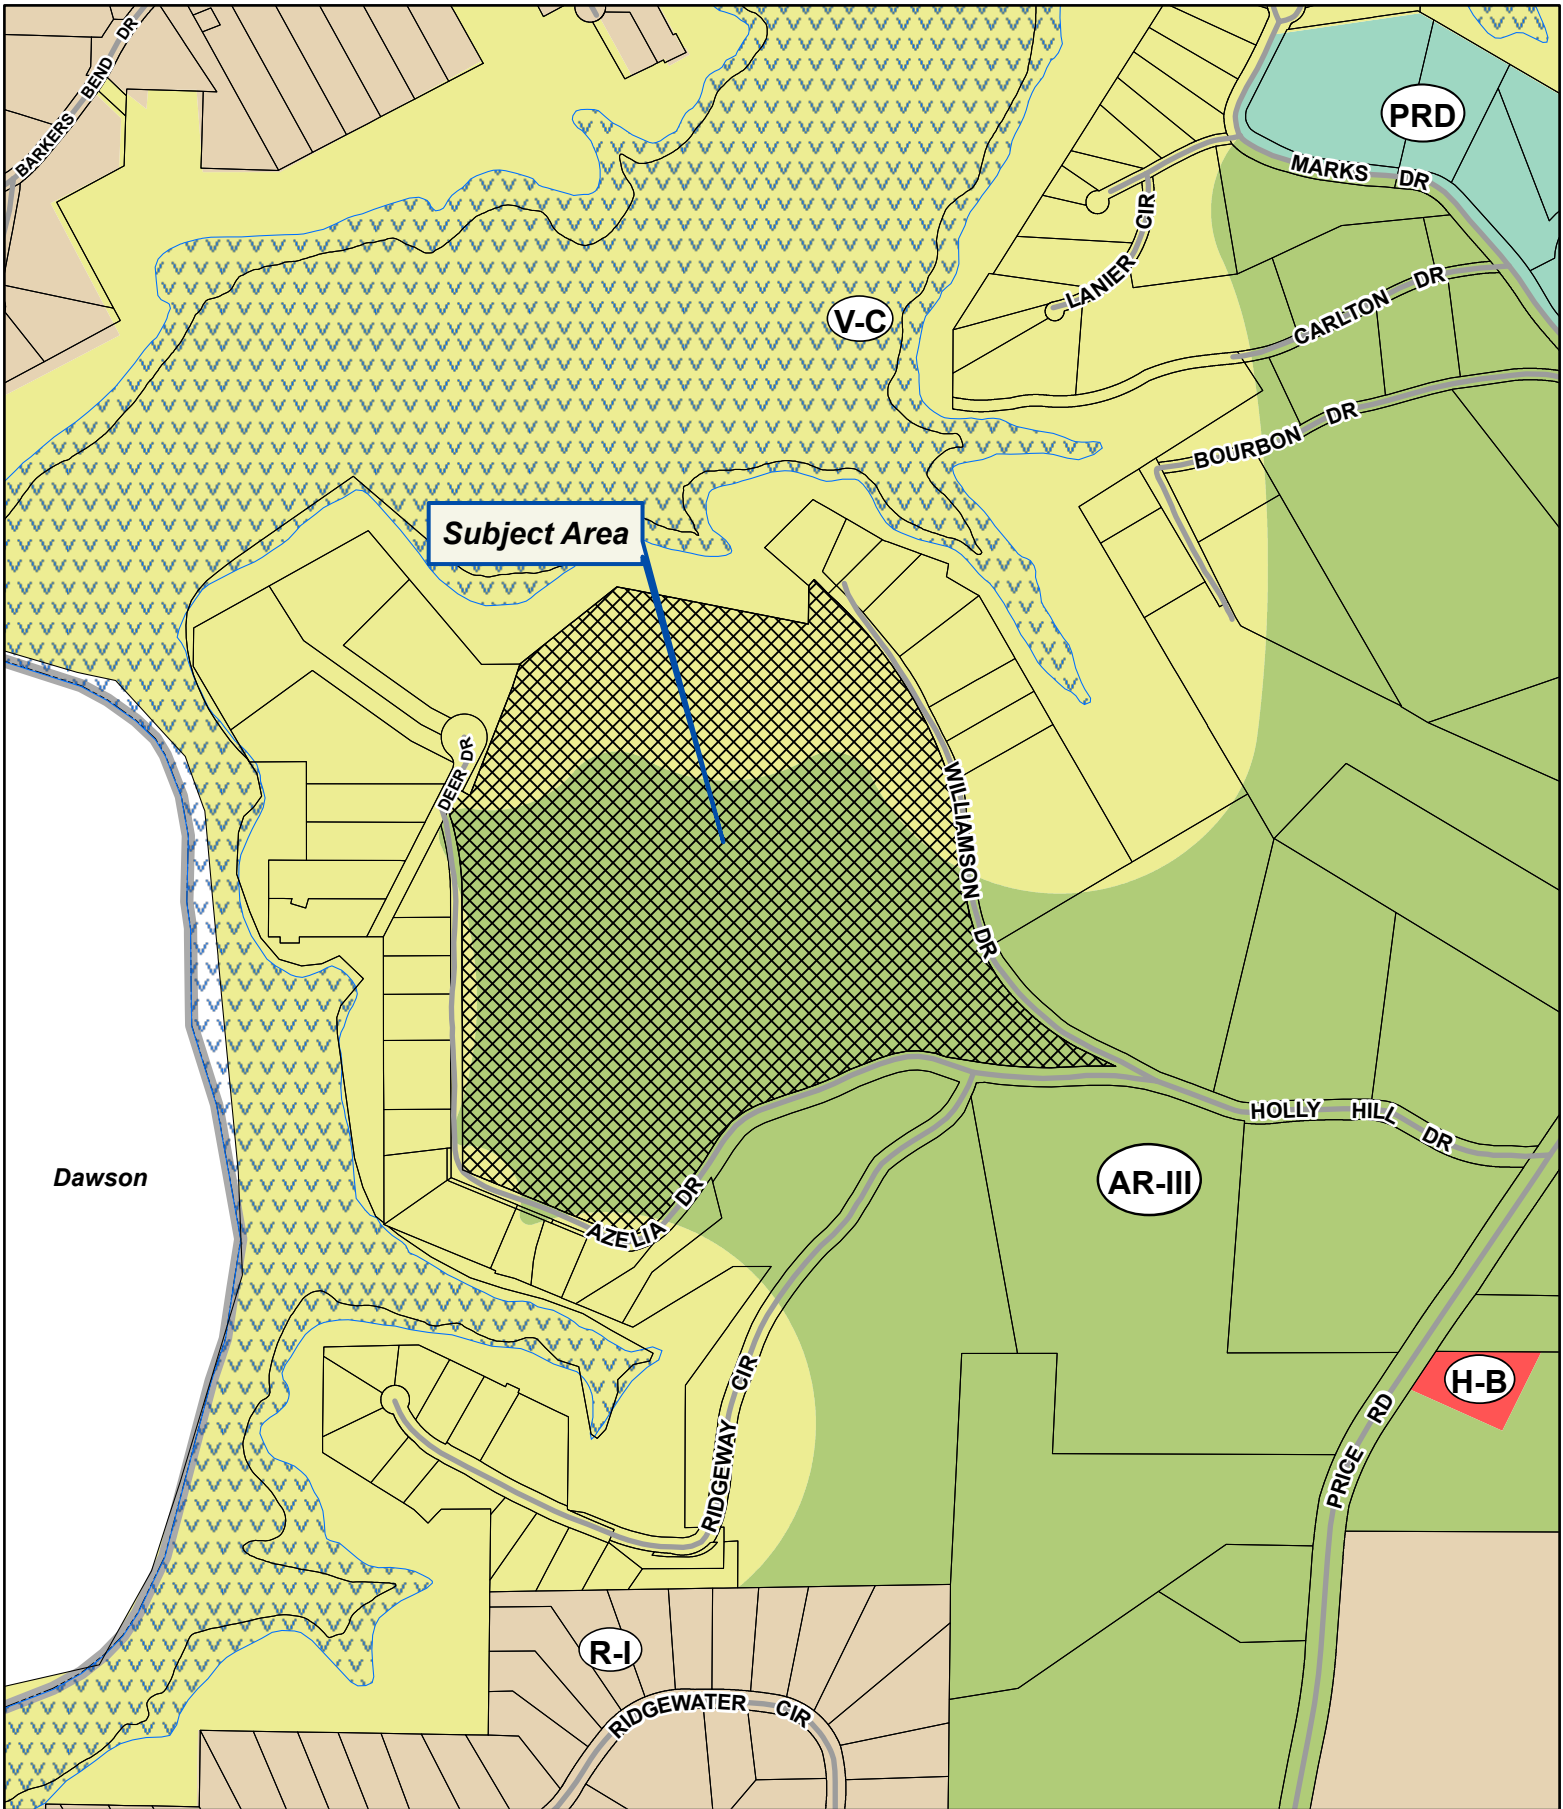 BARKERS BEND DR
PRD
MARKS DR
LANIER CIR
V-C
CARLTON DR
BOURBON DR
Subject Area
DEER DR
WILLIAMSON DR
HOLLY HILL DR
Dawson
AR-III
AZELIA DR
H-B
RIDGEWAY CIR
PRICE RD
R-I
RIDGEWATER CIR